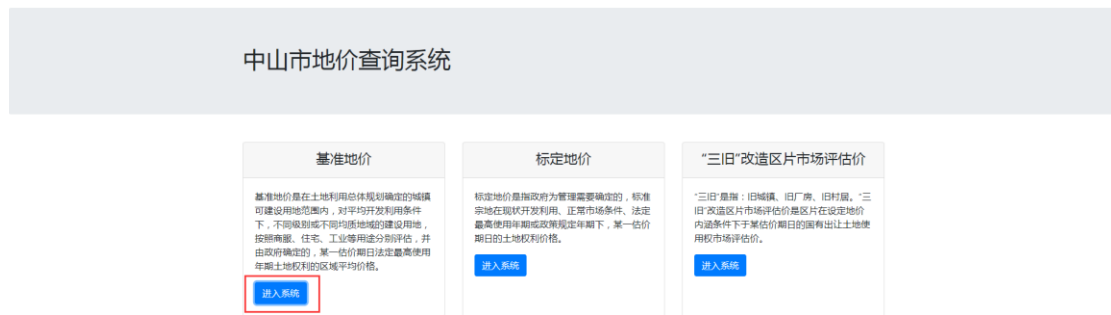 中山市地价查询系统
基准地价
基准地价是在土地利用总体规划确定的城镇
可建设用地范围内，对平均开发利用条件
下，不同级别或不同均质地域的建设用地，
按照商服、住宅、工业等用途分别评估，并
由政府确定的，某一估价期日法定最高使用
年期土地权利的区域平均价格。
进入系统
标定地价
标定地价是指政府为管理需要确定的，标准
宗地在现状开发利用、正常市场条件、法定
最高使用年期或政策规定年期下，某一估价
期日的土地权利价格。
进入系统
“三旧”改造区片市场评估价
“三旧”是指：旧城镇、旧厂房、旧村居。“三
旧”改造区片市场评估价是区片在设定地价
内涵条件下于某估价期日的国有出让土地使
用权市场评估价。
进入系统